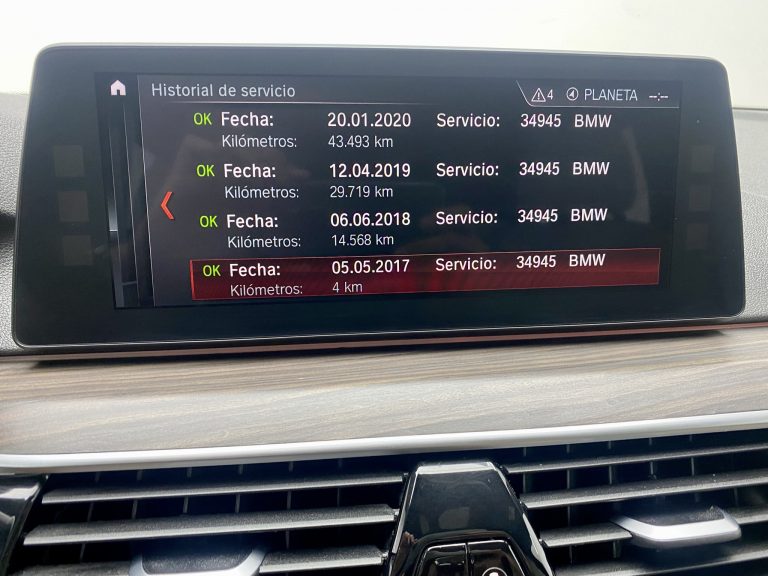 Historial de servicio 4 PLANETA --:--
OK Fecha: 20.01.2020 Servicio: 34945 BMW
Kilómetros: 43.493 km
OK Fecha: 12.04.2019 Servicio: 34945 BMW
Kilómetros: 29.719 km
OK Fecha: 06.06.2018 Servicio: 34945 BMW
Kilómetros: 14.568 km
OK Fecha: 05.05.2017 Servicio: 34945 BMW
Kilómetros: 4 km